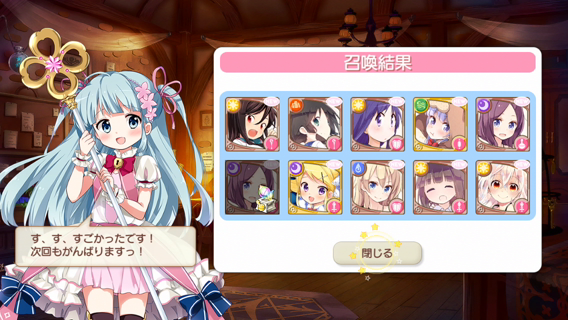 召喚結果
す、す、すごかったです！
次回もがんばりますっ！
閉じる